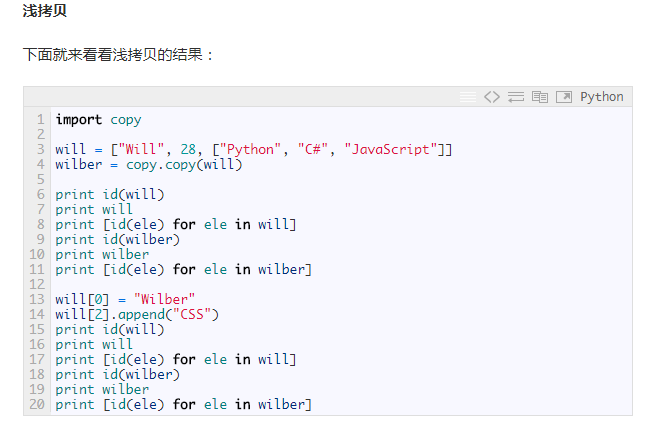 浅拷贝
下面就来看看浅拷贝的结果：
Python
1 import copy
2
3 will = ["Will", 28, ["Python", "C#", "JavaScript"]]
4 wilber = copy.copy(will)
5
6 print id(will)
7 print will
8 print [id(ele) for ele in will]
9 print id(wilber)
10 print wilber
11 print [id(ele) for ele in wilber]
12
13 will[0] = "Wilber"
14 will[2].append("CSS")
15 print id(will)
16 print will
17 print [id(ele) for ele in will]
18 print id(wilber)
19 print wilber
20 print [id(ele) for ele in wilber]